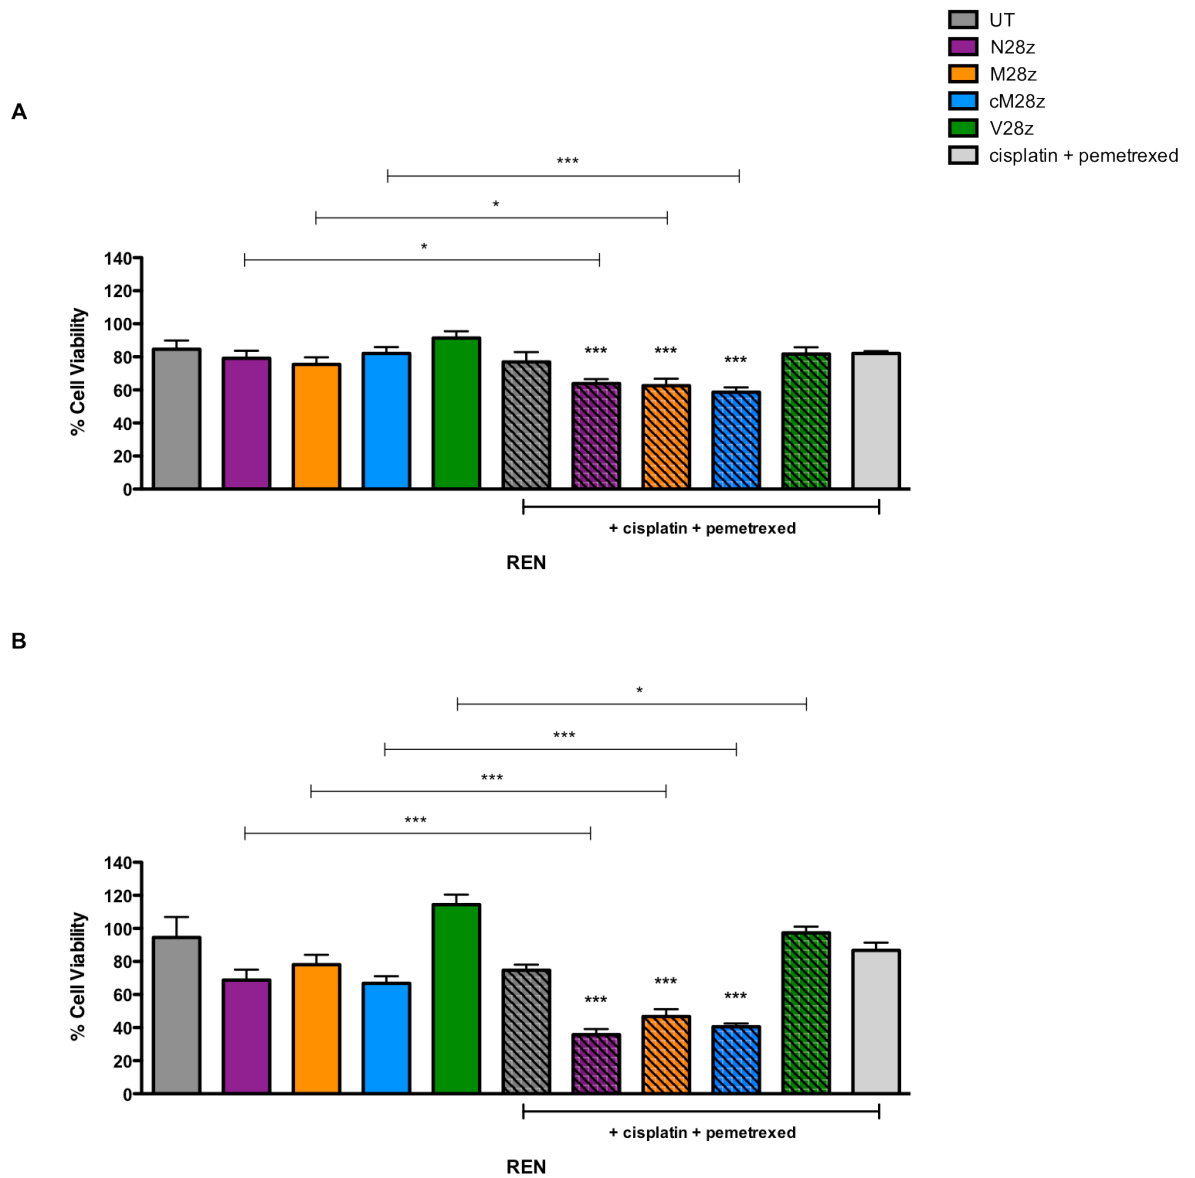 UT
N28z
M28z
cM28z
V28z
cisplatin + pemetrexed
A
***
*
*
140
120
100
80
60
40
20
0
% Cell Viability
*** *** ***
+ cisplatin + pemetrexed
REN
B
*
***
***
***
140
120
100
80
60
40
20
0
% Cell Viability
*** *** ***
+ cisplatin + pemetrexed
REN